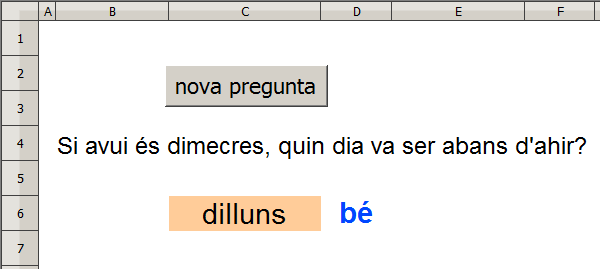 A B C D E F
1
2 nova pregunta
3
4 Si avui és dimecres, quin dia va ser abans d'ahir?
5
6 dilluns bé
7